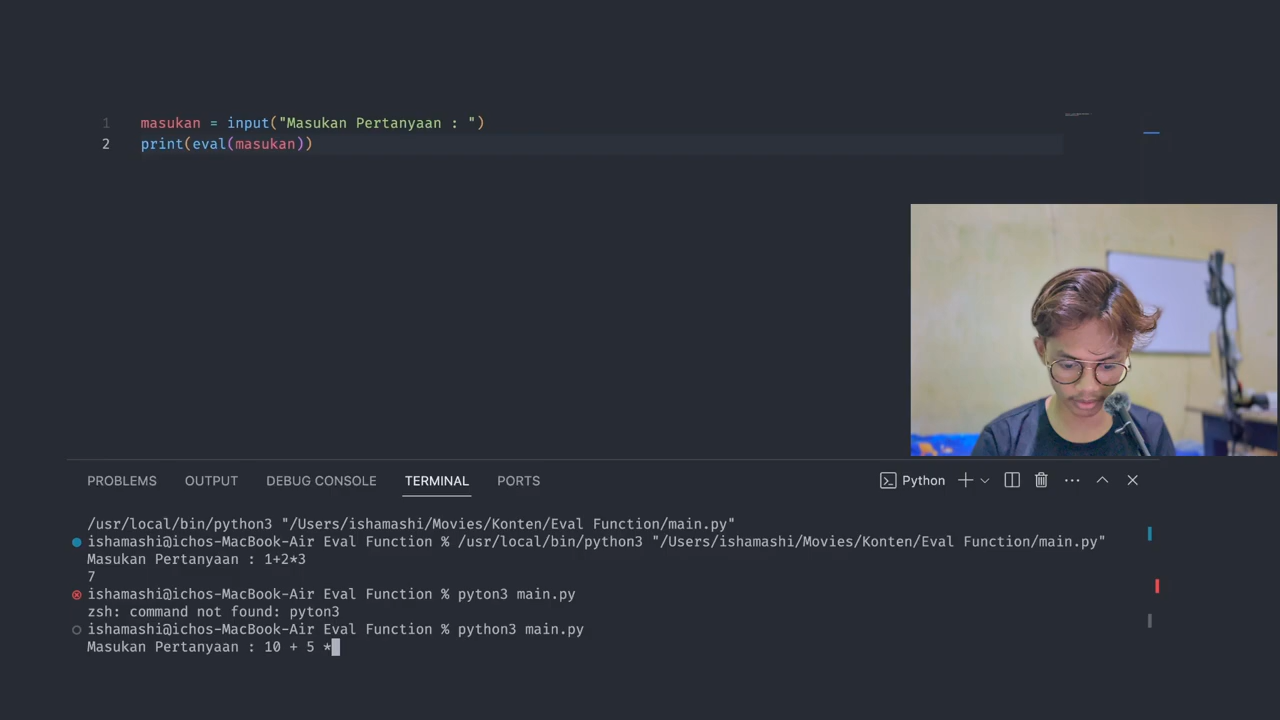 1 masukan = input("Masukan Pertanyaan : ")
2 print(eval(masukan))
PROBLEMS OUTPUT DEBUG CONSOLE TERMINAL PORTS Python
/usr/local/bin/python3 "/Users/ishamashi/Movies/Konten/Eval Function/main.py"
ishamashi@ichos-MacBook-Air Eval Function % /usr/local/bin/python3 "/Users/ishamashi/Movies/Konten/Eval Function/main.py"
Masukan Pertanyaan : 1+2*3
7
ishamashi@ichos-MacBook-Air Eval Function % pyton3 main.py
zsh: command not found: pyton3
ishamashi@ichos-MacBook-Air Eval Function % python3 main.py
Masukan Pertanyaan : 10 + 5 *